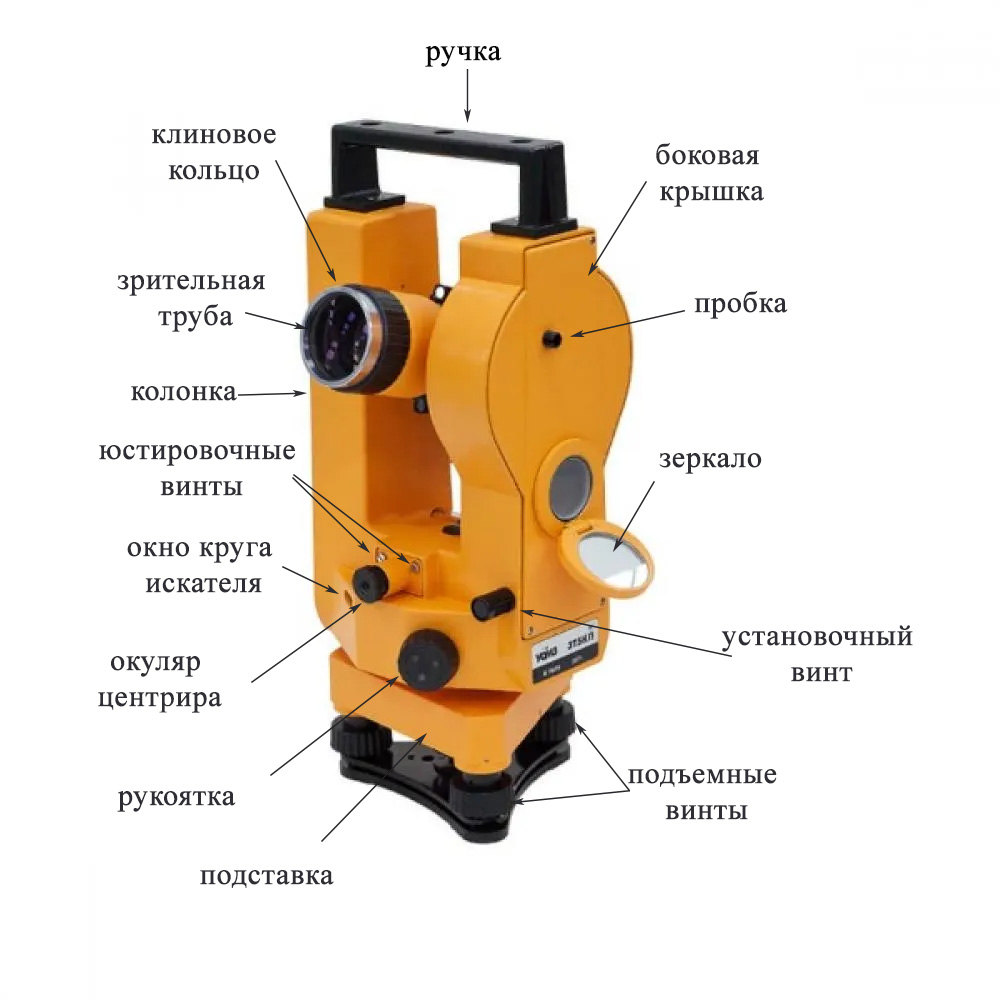 ручка
клиновое
кольцо
боковая
крышка
зрительная
труба
пробка
колонка
юстировочные
винты
зеркало
окно круга
искателя
установочный
винт
окуляр
центрира
подъемные
винты
рукоятка
подставка